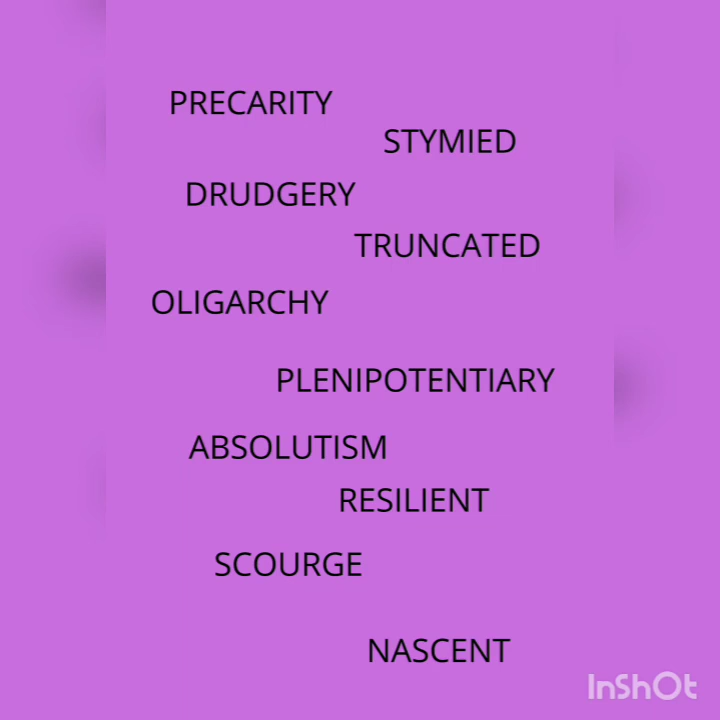 PRECARITY
STYMIED
DRUDGERY
TRUNCATED
OLIGARCHY
PLENIPOTENTIARY
ABSOLUTISM
RESILIENT
SCOURGE
NASCENT
InShOt